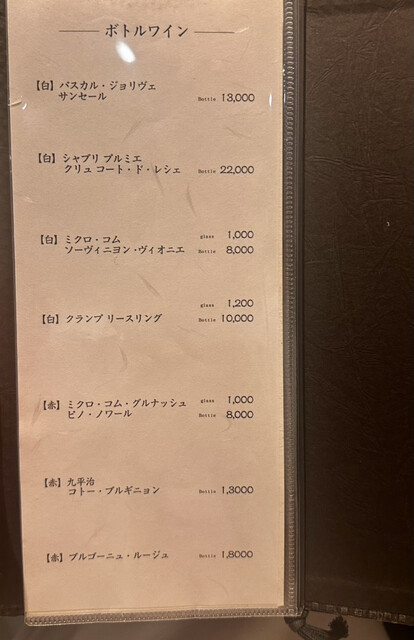 ボトルワイン
【白】パスカル・ジョリヴェ
サンセール Bottle 13,000
【白】シャブリ プルミエ
クリュ コート・ド・レシェ Bottle 22,000
【白】ミクロ・コム glass 1,000
ソーヴィニヨン・ヴィオニエ Bottle 8,000
glass 1,200
【白】クランプ リースリング Bottle 10,000
【赤】ミクロ・コム・グルナッシュ glass 1,000
ピノ・ノワール Bottle 8,000
【赤】九平治
コトー・ブルギニョン Bottle 1,3000
【赤】ブルゴーニュ・ルージュ Bottle 1,8000